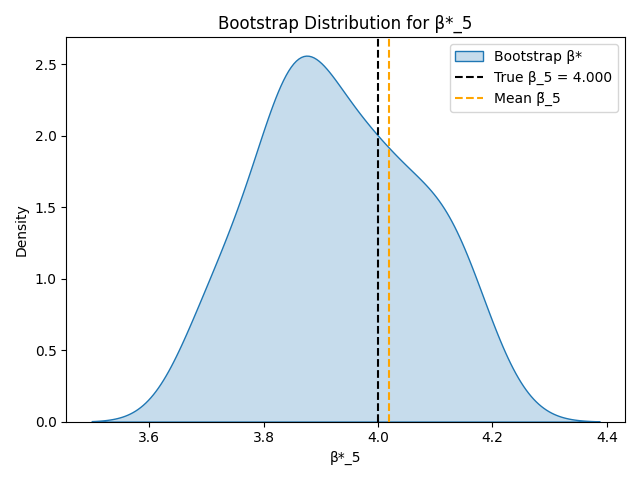 Bootstrap Distribution for β*_5
Bootstrap β*
True β_5 = 4.000
Mean β̂_5
Density
2.5
2.0
1.5
1.0
0.5
0.0
3.6 3.8 4.0 4.2 4.4
β*_5